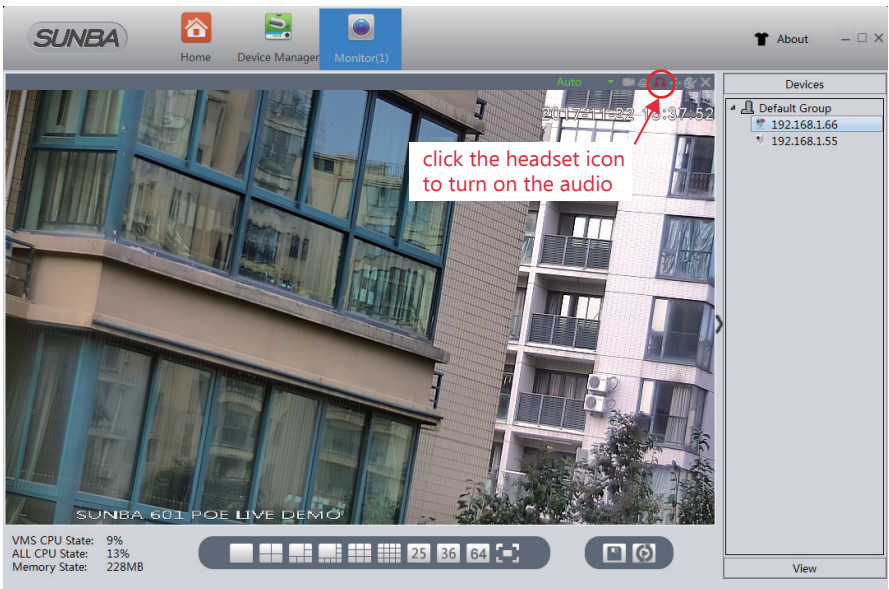 SUNBA
Home
Device Manager
Monitor(1)
About
Auto
2017-11-22 16:37:52
click the headset icon
to turn on the audio
Devices
Default Group
192.168.1.66
192.168.1.55
SUNBA 601 POE LIVE DEMO
VMS CPU State: 9%
ALL CPU State: 13%
Memory State: 228MB
25 36 64
View